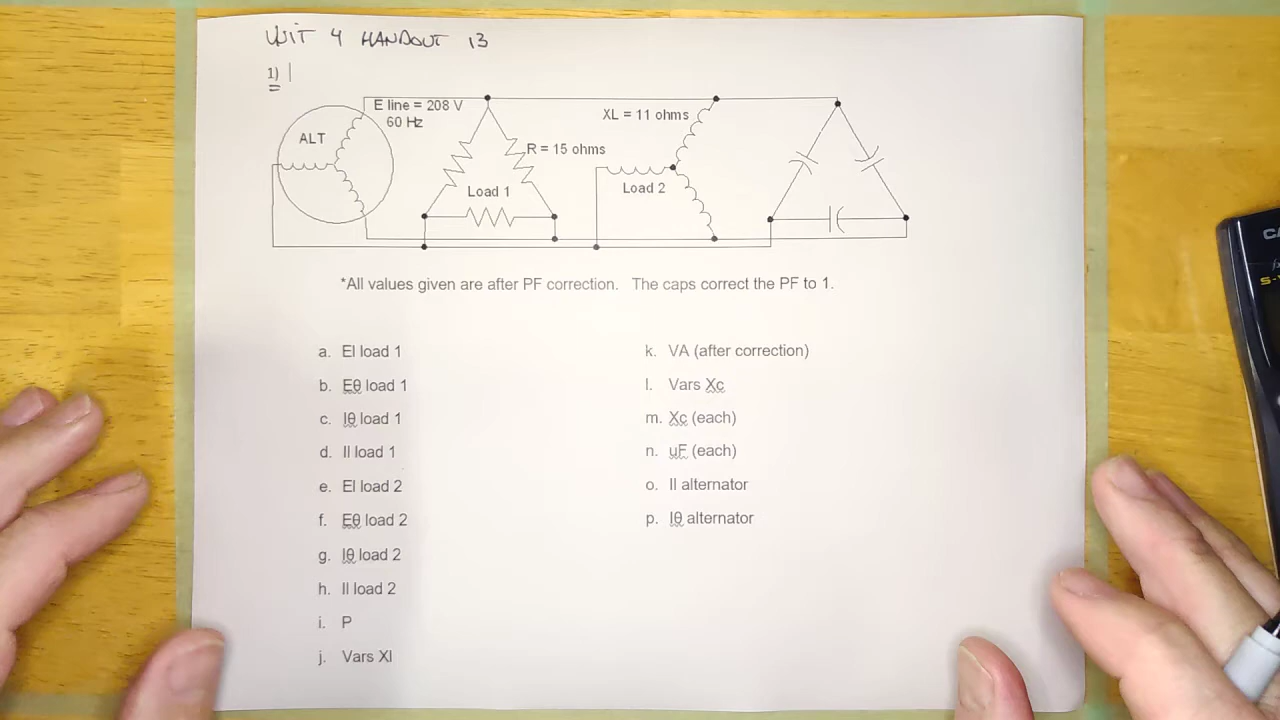 UNIT 4 HANDOUT 13
1)
E line = 208 V
60 Hz
ALT
R = 15 ohms
Load 1
XL = 11 ohms
Load 2
*All values given are after PF correction. The caps correct the PF to 1.
a. El load 1
b. Eθ load 1
c. Iθ load 1
d. Il load 1
e. El load 2
f. Eθ load 2
g. Iθ load 2
h. Il load 2
i. P
j. Vars Xl
k. VA (after correction)
l. Vars Xc
m. Xc (each)
n. uF (each)
o. Il alternator
p. Iθ alternator
CA
S-V